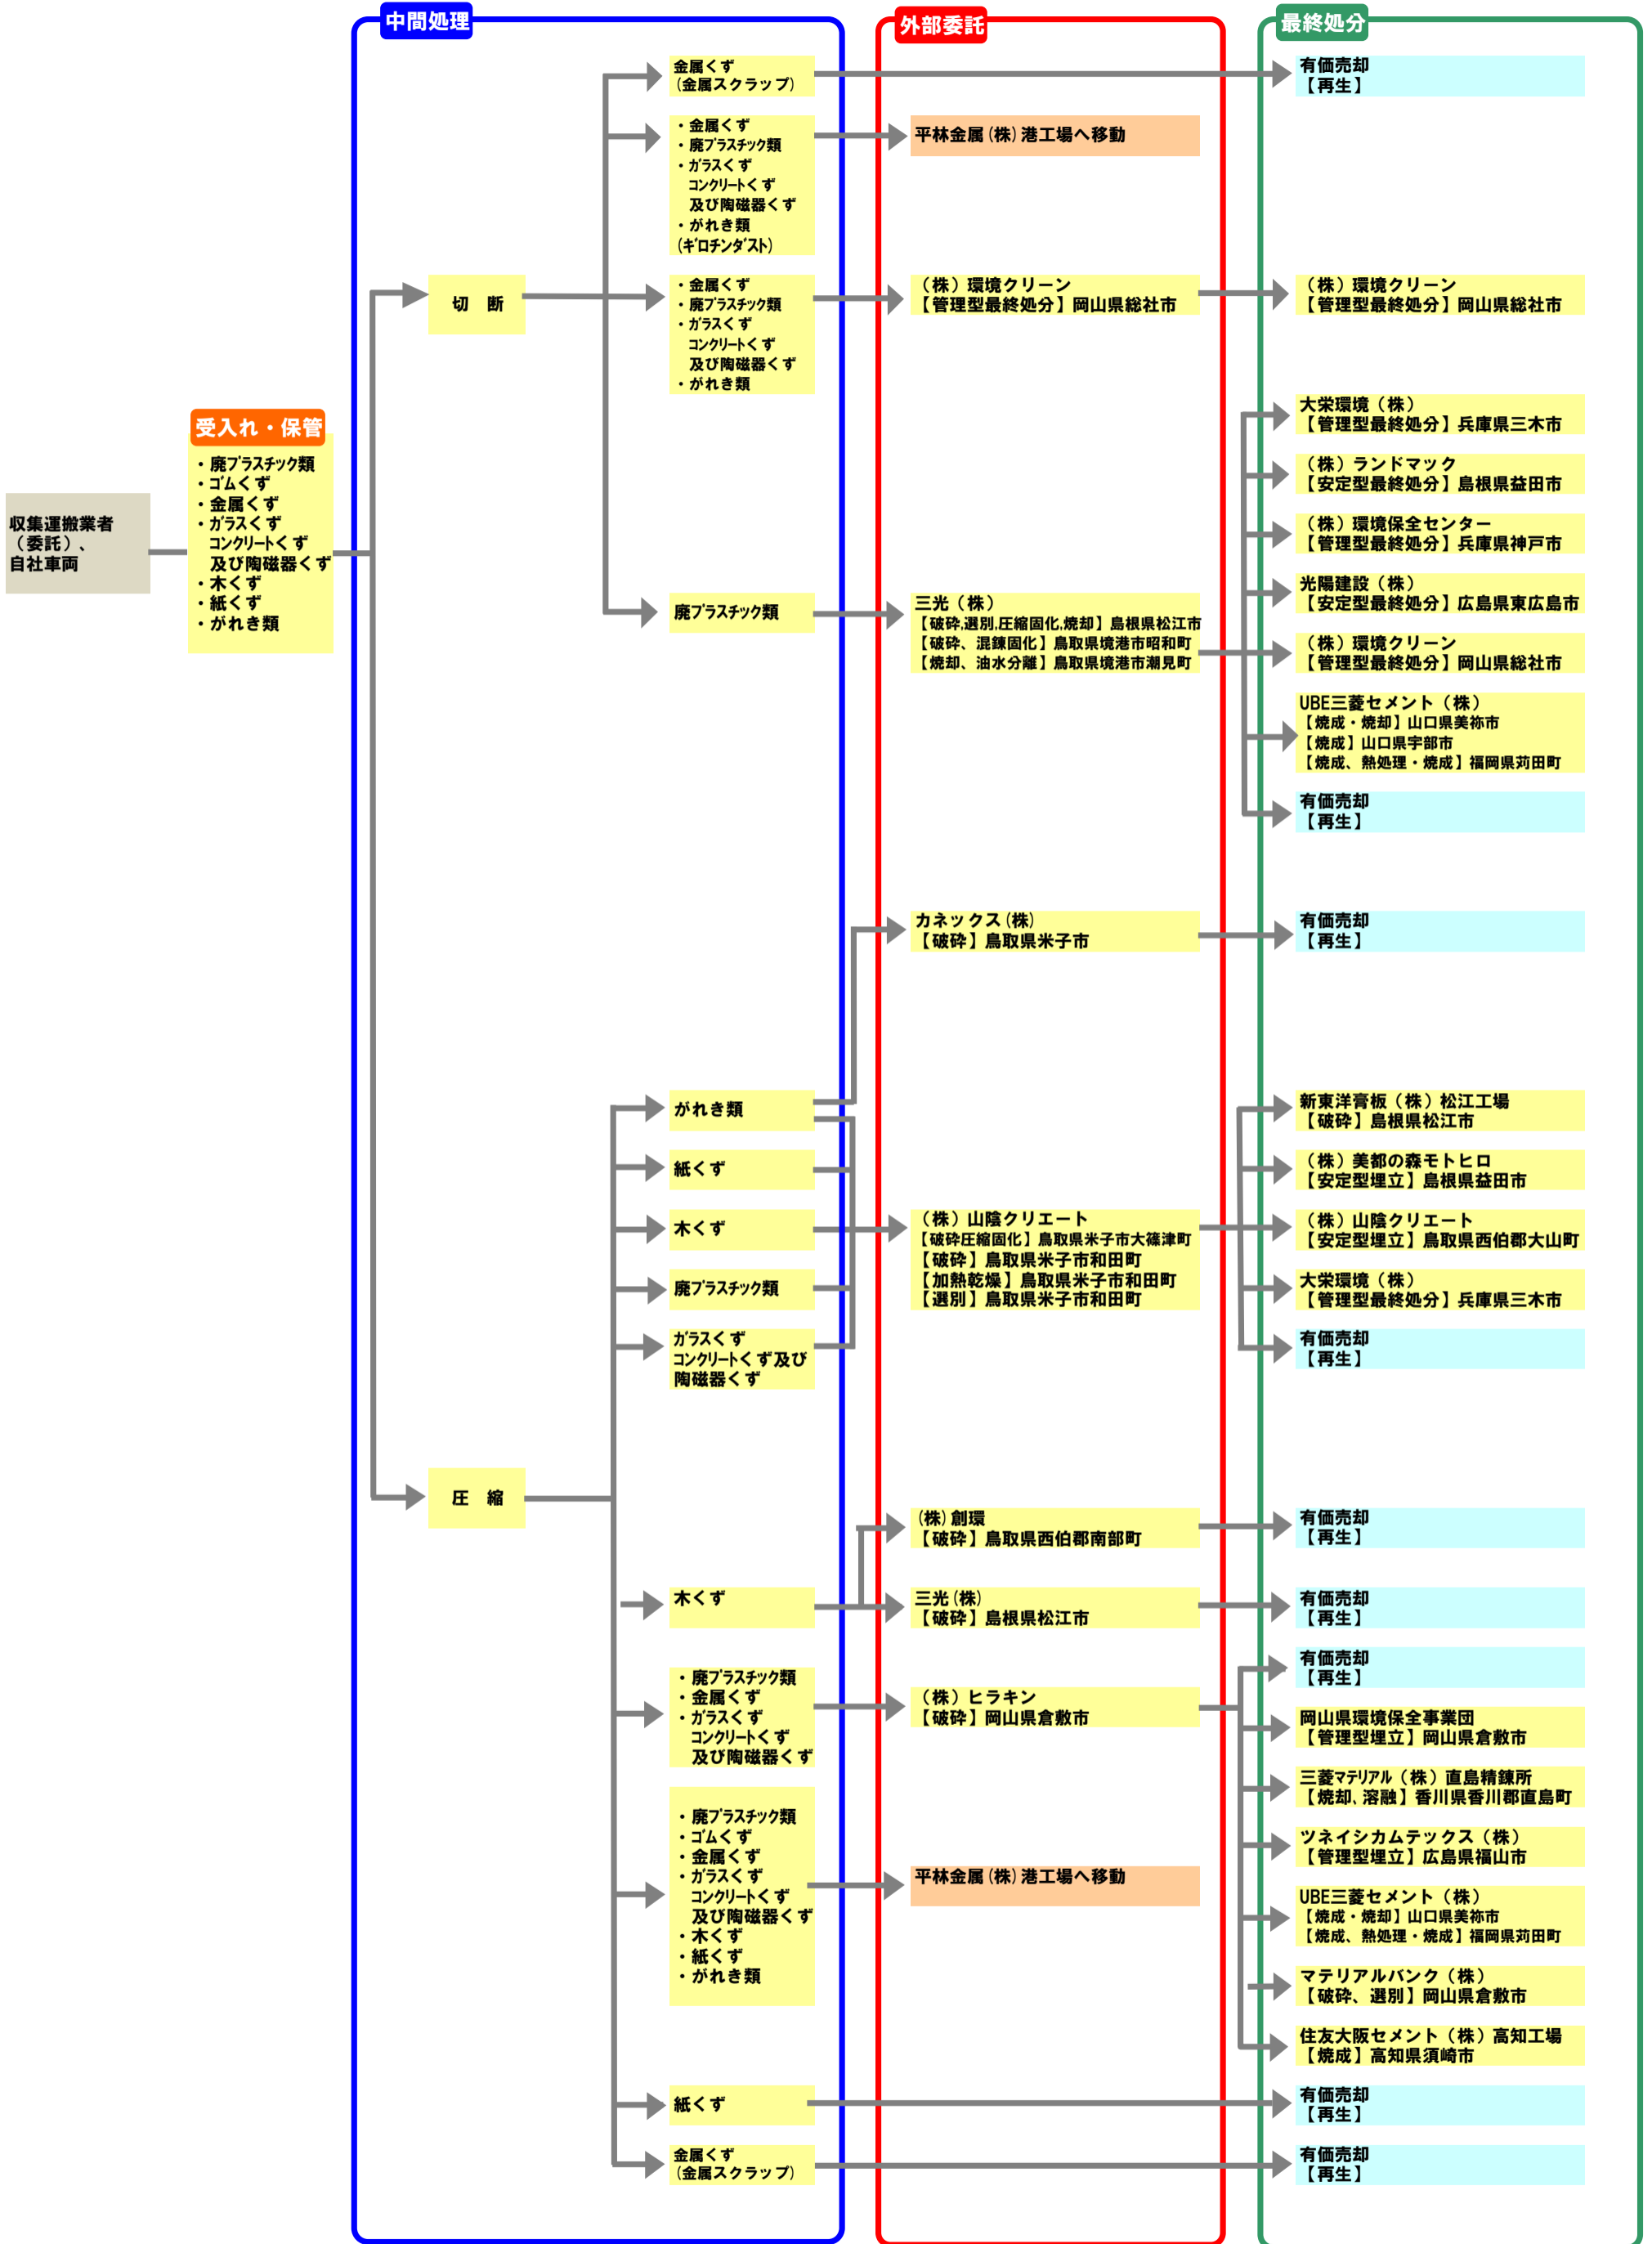 中間処理
外部委託
最終処分
収集運搬業者
（委託）、
自社車両
受入れ・保管
・廃プラスチック類
・ゴムくず
・金属くず
・ガラスくず
コンクリートくず
及び陶磁器くず
・木くず
・紙くず
・がれき類
切　断
金属くず
(金属スクラップ)
有価売却
【再生】
・金属くず
・廃プラスチック類
・ガラスくず
コンクリートくず
及び陶磁器くず
・がれき類
(ギロチンダスト)
平林金属(株)港工場へ移動
・金属くず
・廃プラスチック類
・ガラスくず
コンクリートくず
及び陶磁器くず
・がれき類
（株）環境クリーン
【管理型最終処分】岡山県総社市
（株）環境クリーン
【管理型最終処分】岡山県総社市
廃プラスチック類
三光（株）
【破砕,選別,圧縮固化,焼却】島根県松江市
【破砕、混錬固化】鳥取県境港市昭和町
【焼却、油水分離】鳥取県境港市潮見町
大栄環境（株）
【管理型最終処分】兵庫県三木市
（株）ランドマック
【安定型最終処分】島根県益田市
（株）環境保全センター
【管理型最終処分】兵庫県神戸市
光陽建設（株）
【安定型最終処分】広島県東広島市
（株）環境クリーン
【管理型最終処分】岡山県総社市
UBE三菱セメント（株）
【焼成・焼却】山口県美祢市
【焼成】山口県宇部市
【焼成、熱処理・焼成】福岡県苅田町
有価売却
【再生】
圧　縮
がれき類
紙くず
木くず
廃プラスチック類
ガラスくず
コンクリートくず及び
陶磁器くず
カネックス(株)
【破砕】鳥取県米子市
有価売却
【再生】
（株）山陰クリエート
【破砕圧縮固化】鳥取県米子市大篠津町
【破砕】鳥取県米子市和田町
【加熱乾燥】鳥取県米子市和田町
【選別】鳥取県米子市和田町
新東洋膏板（株）松江工場
【破砕】島根県松江市
（株）美都の森モトヒロ
【安定型埋立】島根県益田市
（株）山陰クリエート
【安定型埋立】鳥取県西伯郡大山町
大栄環境（株）
【管理型最終処分】兵庫県三木市
有価売却
【再生】
木くず
(株)創環
【破砕】鳥取県西伯郡南部町
有価売却
【再生】
三光(株)
【破砕】島根県松江市
有価売却
【再生】
・廃プラスチック類
・金属くず
・ガラスくず
コンクリートくず
及び陶磁器くず
（株）ヒラキン
【破砕】岡山県倉敷市
有価売却
【再生】
岡山県環境保全事業団
【管理型埋立】岡山県倉敷市
三菱マテリアル（株）直島精錬所
【焼却､溶融】香川県香川郡直島町
ツネイシカムテックス（株）
【管理型埋立】広島県福山市
UBE三菱セメント（株）
【焼成・焼却】山口県美祢市
【焼成、熱処理・焼成】福岡県苅田町
マテリアルバンク（株）
【破砕、選別】岡山県倉敷市
住友大阪セメント（株）高知工場
【焼成】高知県須崎市
・廃プラスチック類
・ゴムくず
・金属くず
・ガラスくず
コンクリートくず
及び陶磁器くず
・木くず
・紙くず
・がれき類
平林金属(株)港工場へ移動
紙くず
有価売却
【再生】
金属くず
(金属スクラップ)
有価売却
【再生】